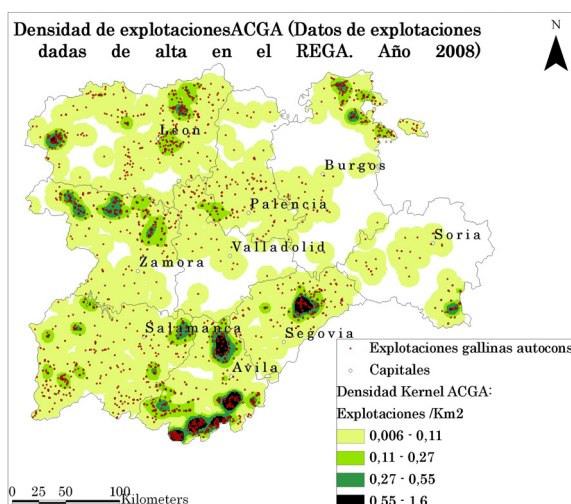 Densidad de explotacionesACGA (Datos de explotaciones
dadas de alta en el REGA. Año 2008)
N
León
Burgos
Palencia
Soria
Valladolid
Zamora
Salamanca
Segovia
Avila
Explotaciones gallinas autocons
Capitales
Densidad Kernel ACGA:
Explotaciones /Km2
0,006 - 0,11
0,11 - 0,27
0,27 - 0,55
0,55 - 1,6
0 25 50 100
Kilometers